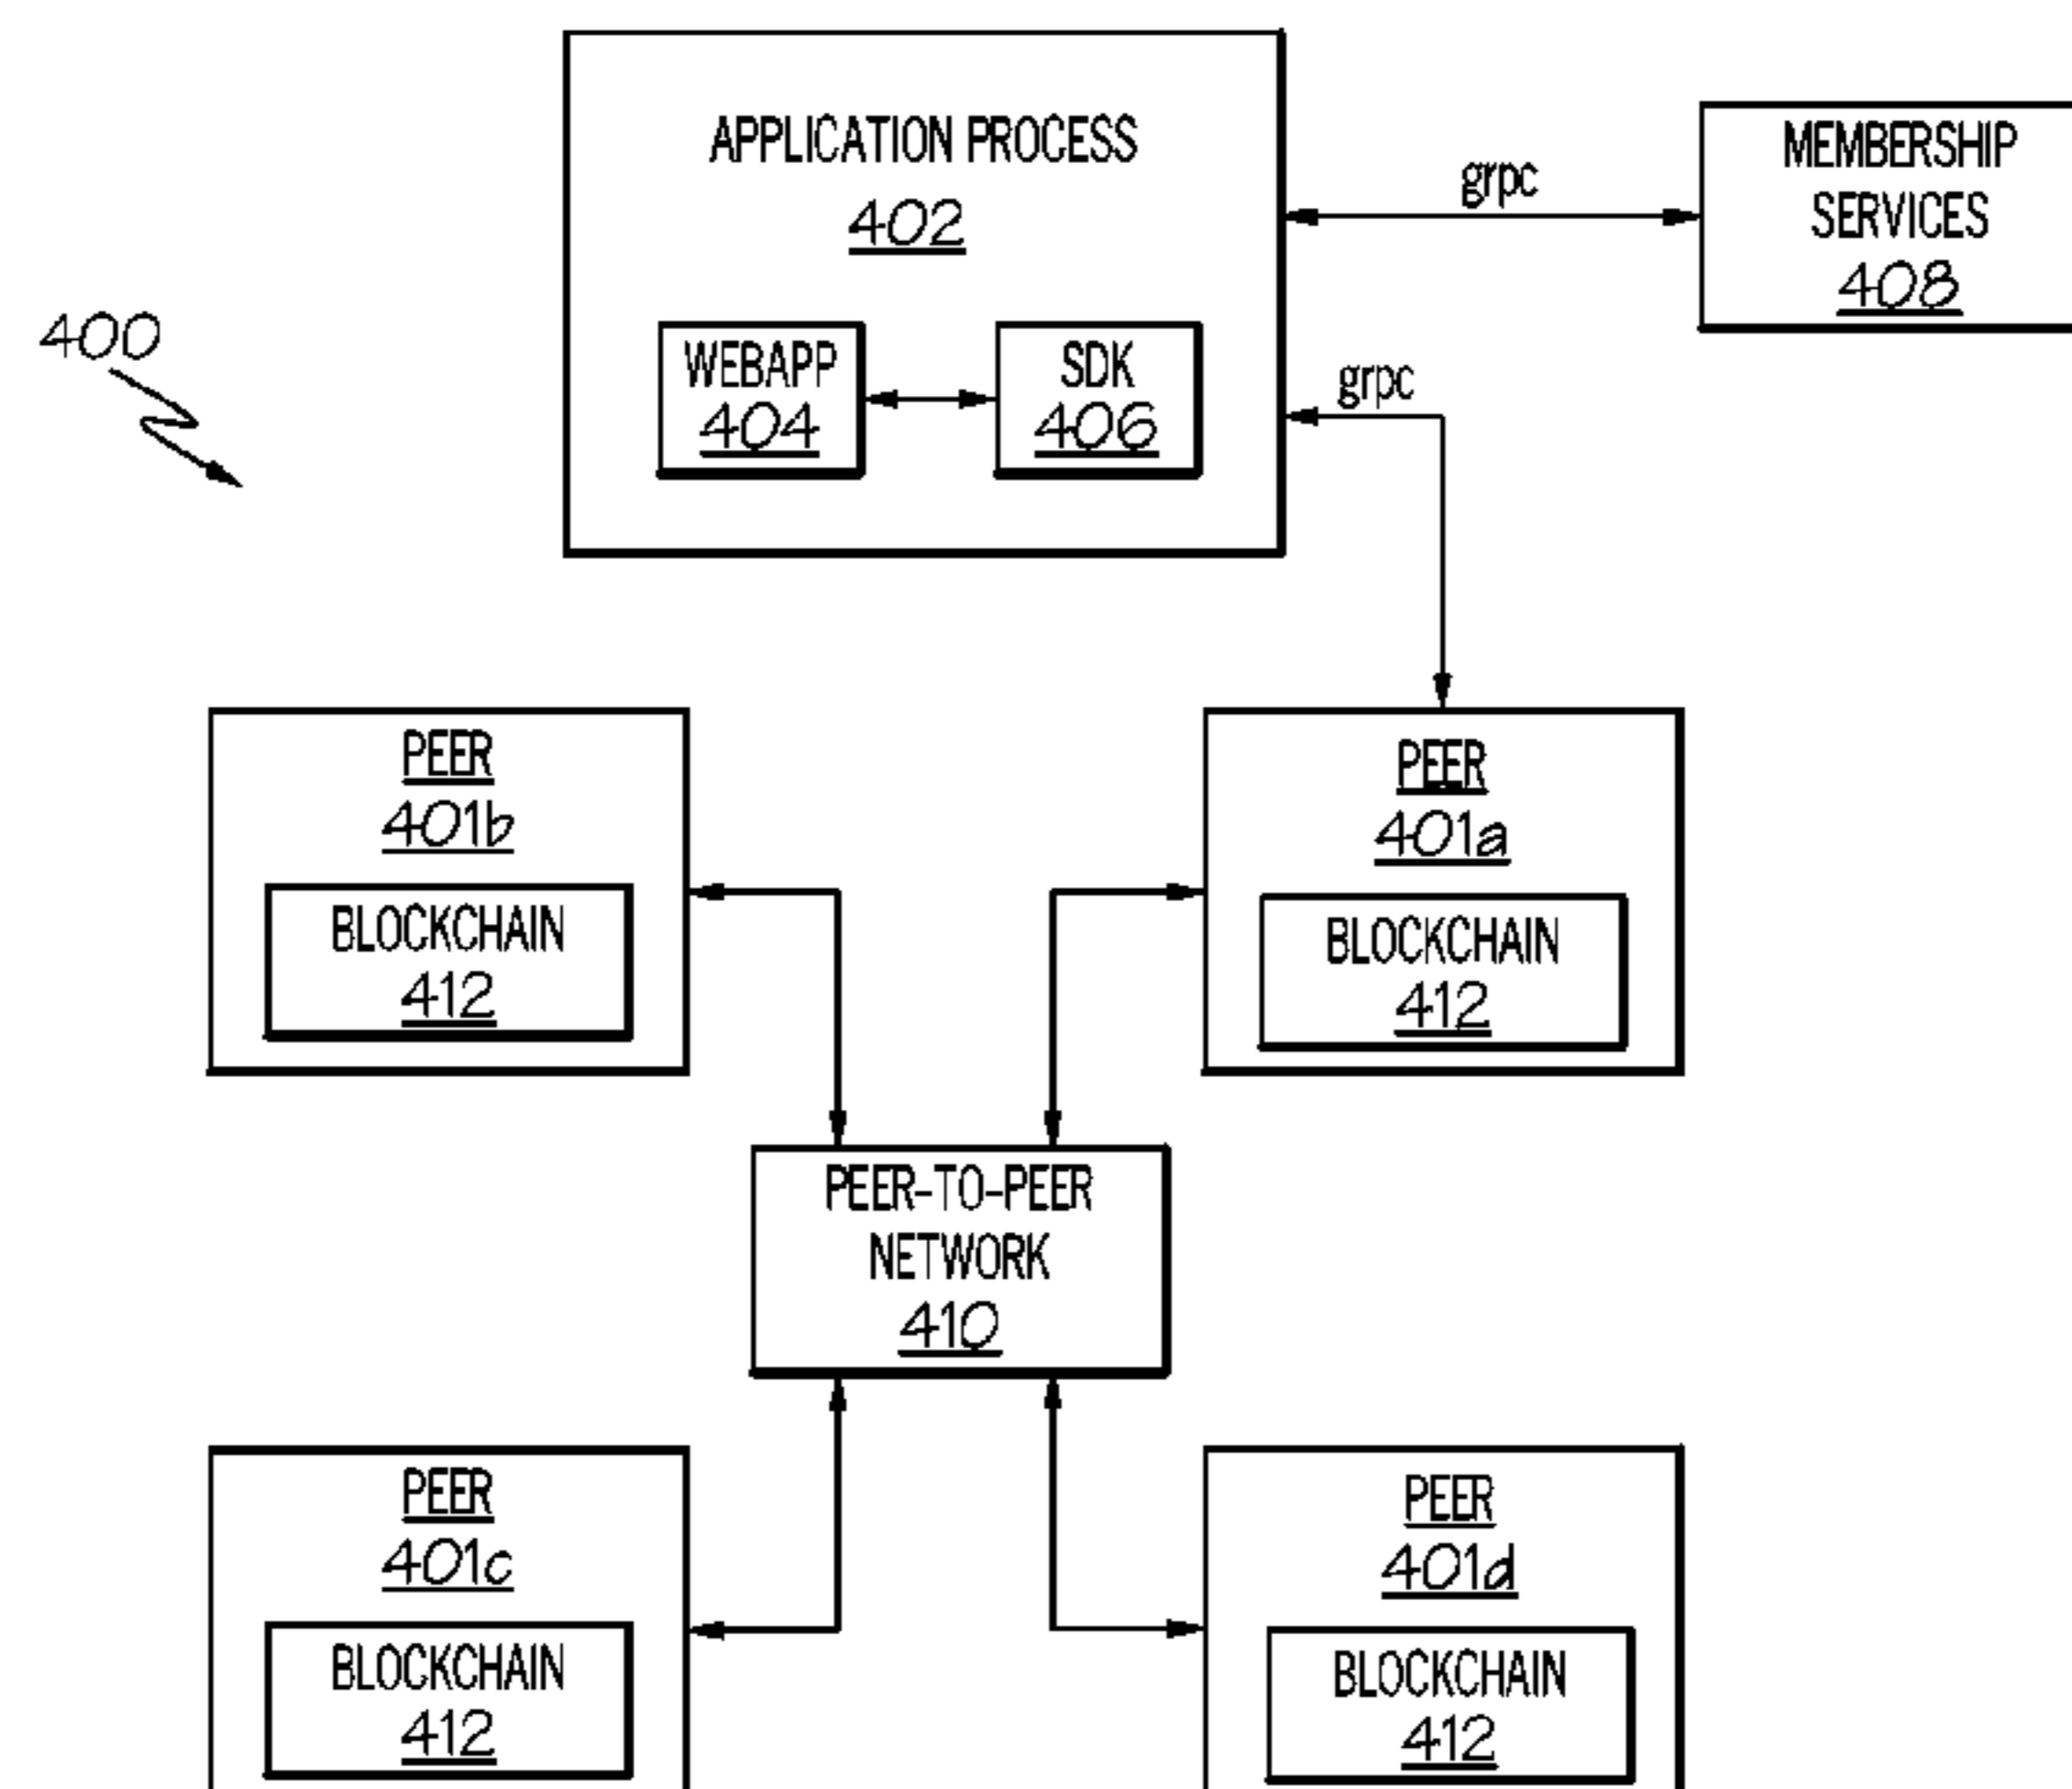 APPLICATION PROCESS
402
grpc
MEMBERSHIP
SERVICES
408
400
WEBAPP
404
SDK
406
grpc
PEER
401b
BLOCKCHAIN
412
PEER
401a
BLOCKCHAIN
412
PEER-TO-PEER
NETWORK
410
PEER
401c
BLOCKCHAIN
412
PEER
401d
BLOCKCHAIN
412